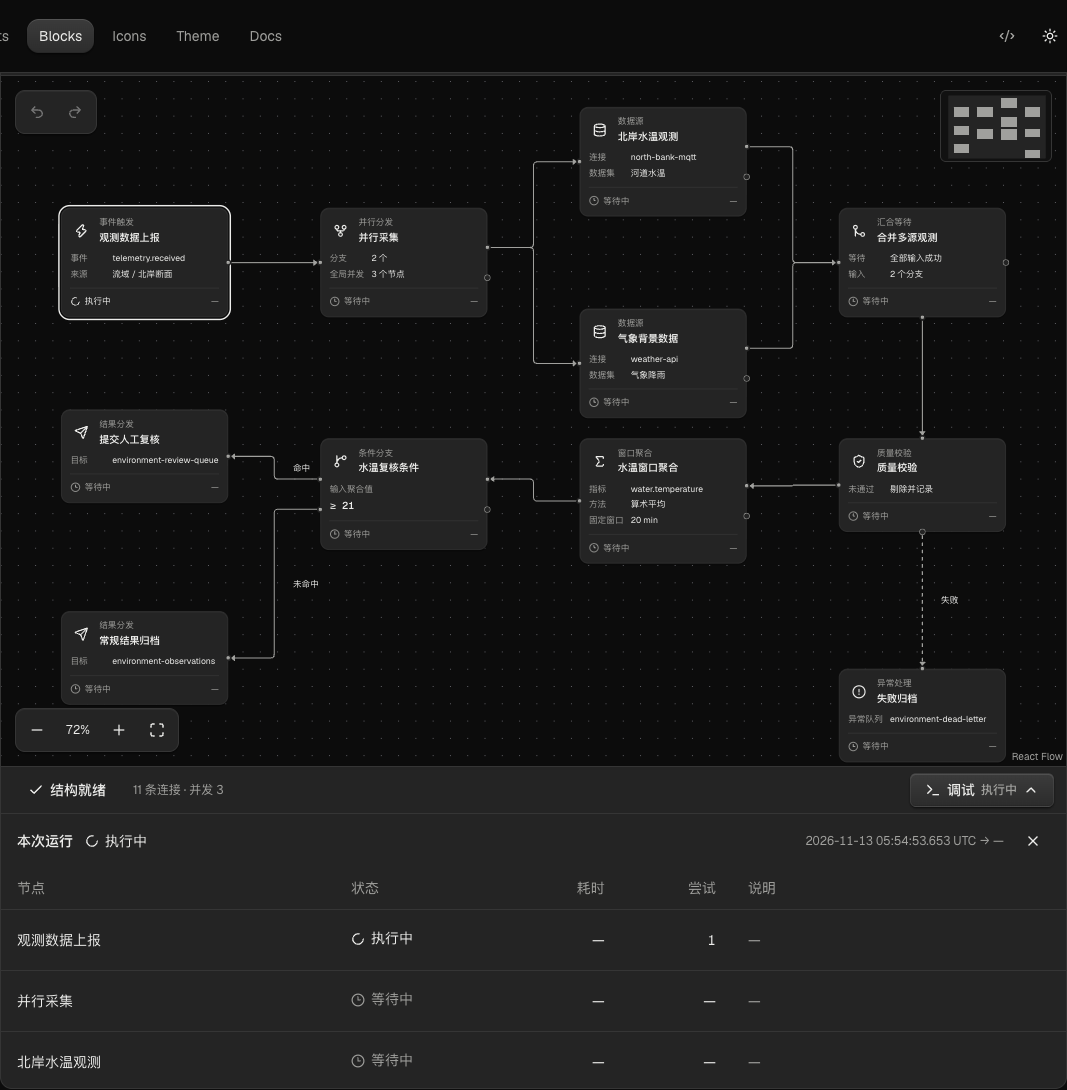 ts
Blocks
Icons
Theme
Docs
</>
数据源
北岸水温观测
连接 north-bank-mqtt
数据集 河道水温
等待中 —
事件触发
观测数据上报
事件 telemetry.received
来源 流域 / 北岸断面
执行中 —
并行分发
并行采集
分支 2 个
全局并发 3 个节点
等待中 —
汇合等待
合并多源观测
等待 全部输入成功
输入 2 个分支
等待中 —
数据源
气象背景数据
连接 weather-api
数据集 气象降雨
等待中 —
结果分发
提交人工复核
目标 environment-review-queue
等待中 —
命中
条件分支
水温复核条件
输入聚合值
≥ 21
等待中 —
窗口聚合
水温窗口聚合
指标 water.temperature
方法 算术平均
固定窗口 20 min
等待中 —
质量校验
质量校验
未通过 剔除并记录
等待中 —
未命中
失败
结果分发
常规结果归档
目标 environment-observations
等待中 —
异常处理
失败归档
异常队列 environment-dead-letter
等待中 —
72%
React Flow
结构就绪 11 条连接 · 并发 3
调试 执行中
本次运行 执行中
2026-11-13 05:54:53.653 UTC → —
节点 状态 耗时 尝试 说明
观测数据上报 执行中 — 1 —
并行采集 等待中 — — —
北岸水温观测 等待中 — — —